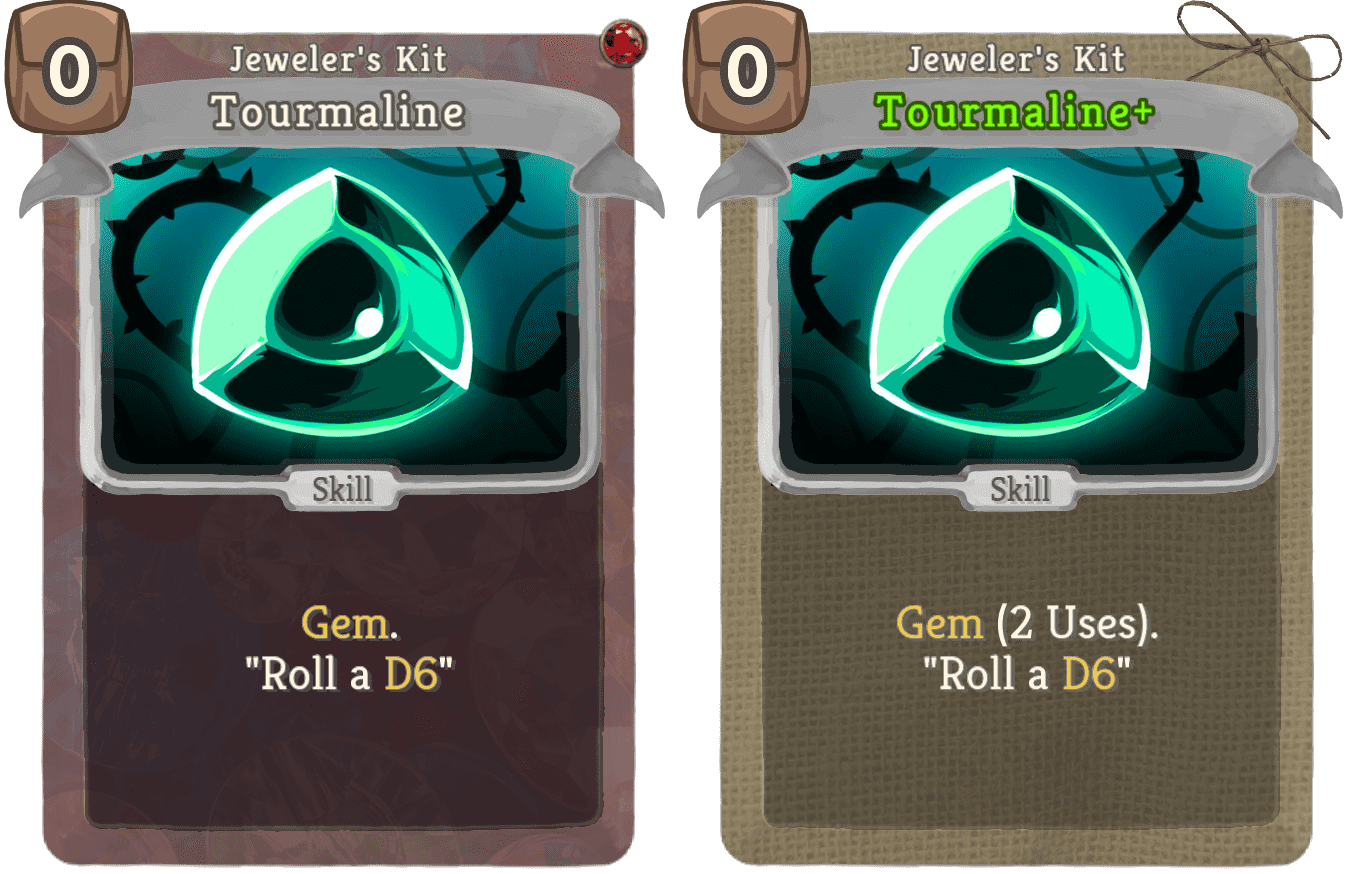 0
Jeweler's Kit
Tourmaline
Skill
Gem.
"Roll a D6"
0
Jeweler's Kit
Tourmaline+
Skill
Gem (2 Uses).
"Roll a D6"